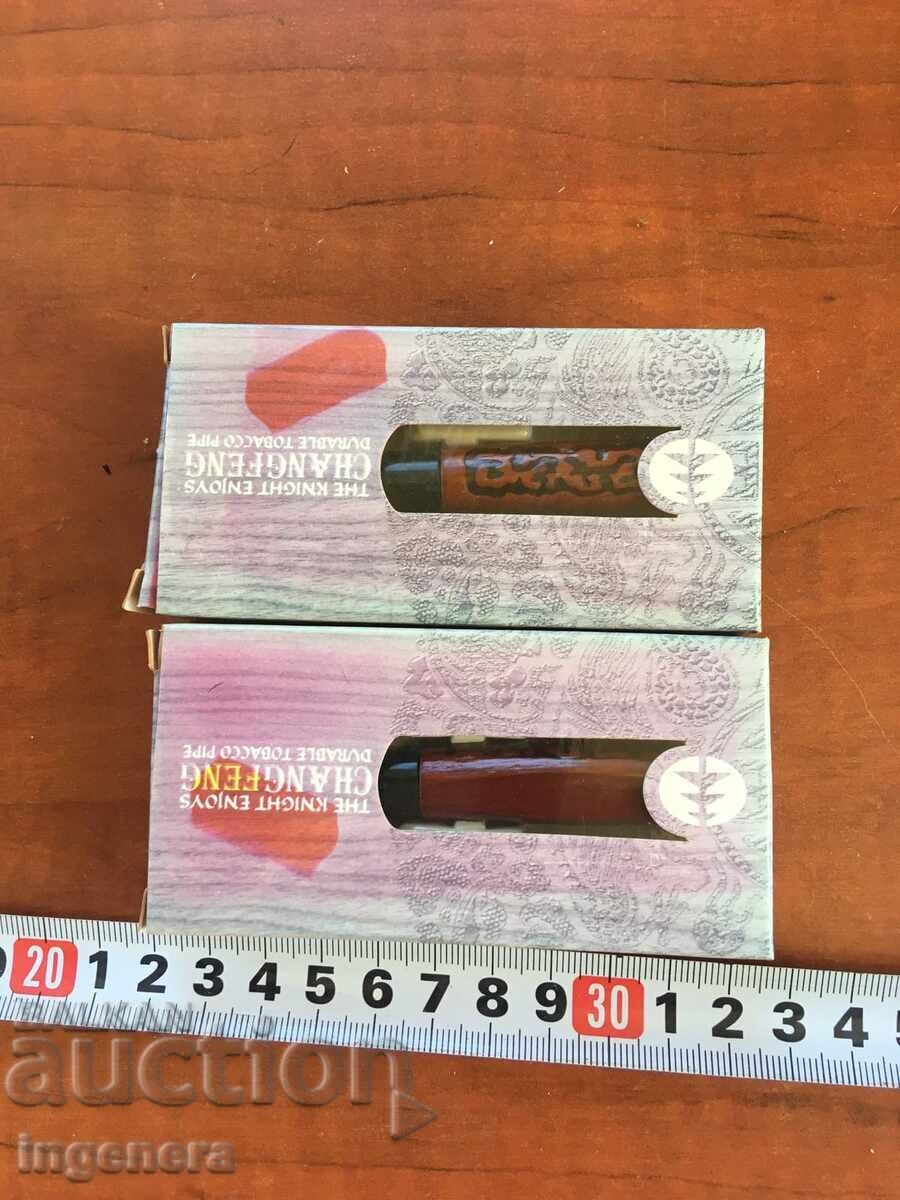 THE KNIGHT ENJOYS
CHANGFENG
DURABLE TOBACCO PIPE
THE KNIGHT ENJOYS
CHANGFENG
DURABLE TOBACCO PIPE
9 20 1 2 3 4 5 6 7 8 9 30 1 2 3 4 5
BALKAN
auction
ingenera